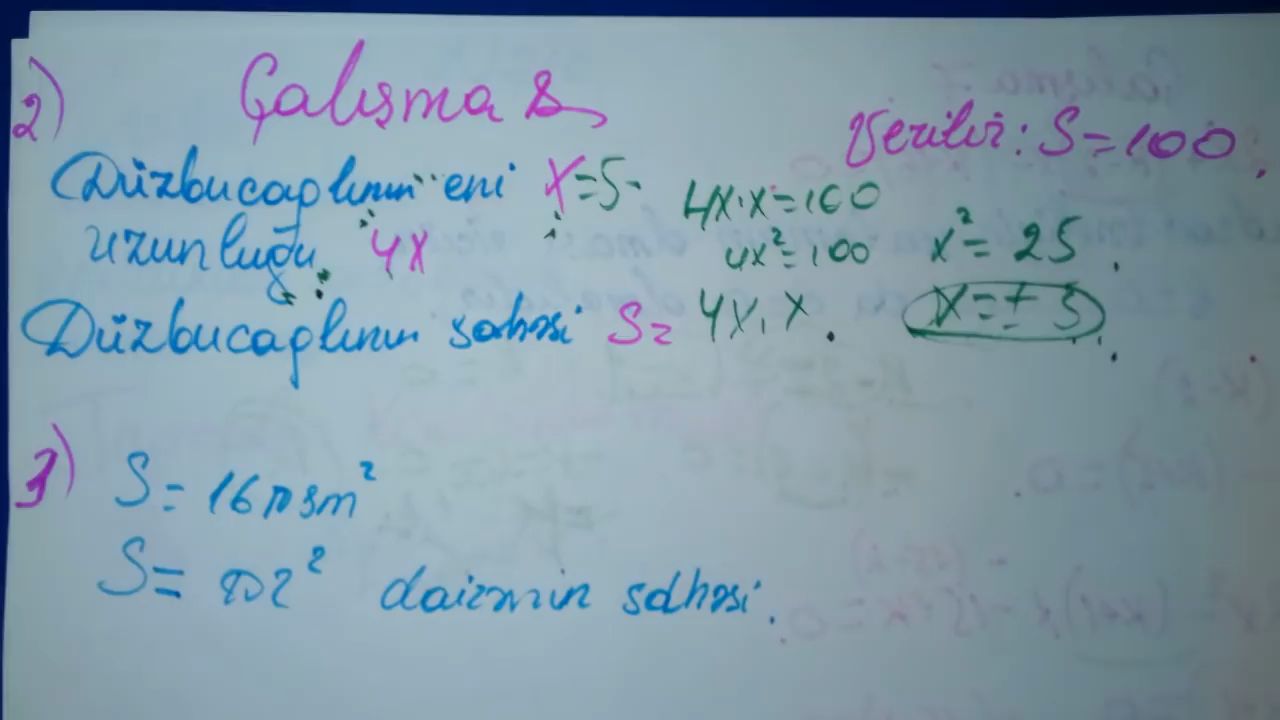 2) Çalışma 8
Verilir: S=100
Düzbucaqlının eni x=5 4x·x=100
uzunluğu 4x 4x²=100 x²=25
Düzbucaqlının sahəsi S= 4x·x x=±5
3) S=16π sm²
S=πr² dairənin sahəsi.